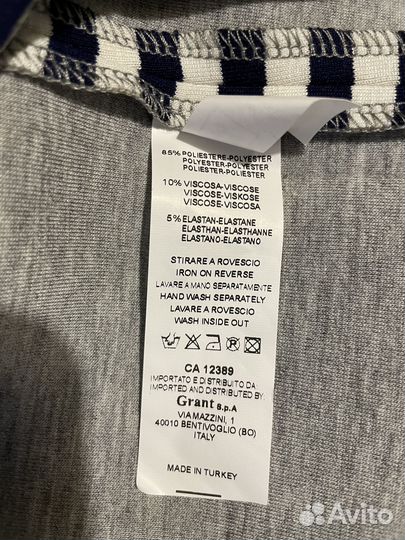 85% POLIESTERE-POLYESTER
POLYESTER-POLYESTER
POLIESTER-POLIESTER
10% VISCOSA-VISCOSE
VISCOSE-VISKOSE
VISCOSE-VISCOSA
5% ELASTAN-ELASTANE
ELASTHAN-ELASTHANNE
ELASTANO-ELASTANO
STIRARE A ROVESCIO
IRON ON REVERSE
LAVARE A MANO SEPARATAMENTE
HAND WASH SEPARATELY
LAVARE A ROVESCIO
WASH INSIDE OUT
CA 12389
IMPORTATO E DISTRIBUITO DA:
IMPORTED AND DISTRIBUTED BY:
Grant S.p.A
VIA MAZZINI, 1
40010 BENTIVOGLIO (BO)
ITALY
MADE IN TURKEY
Avito